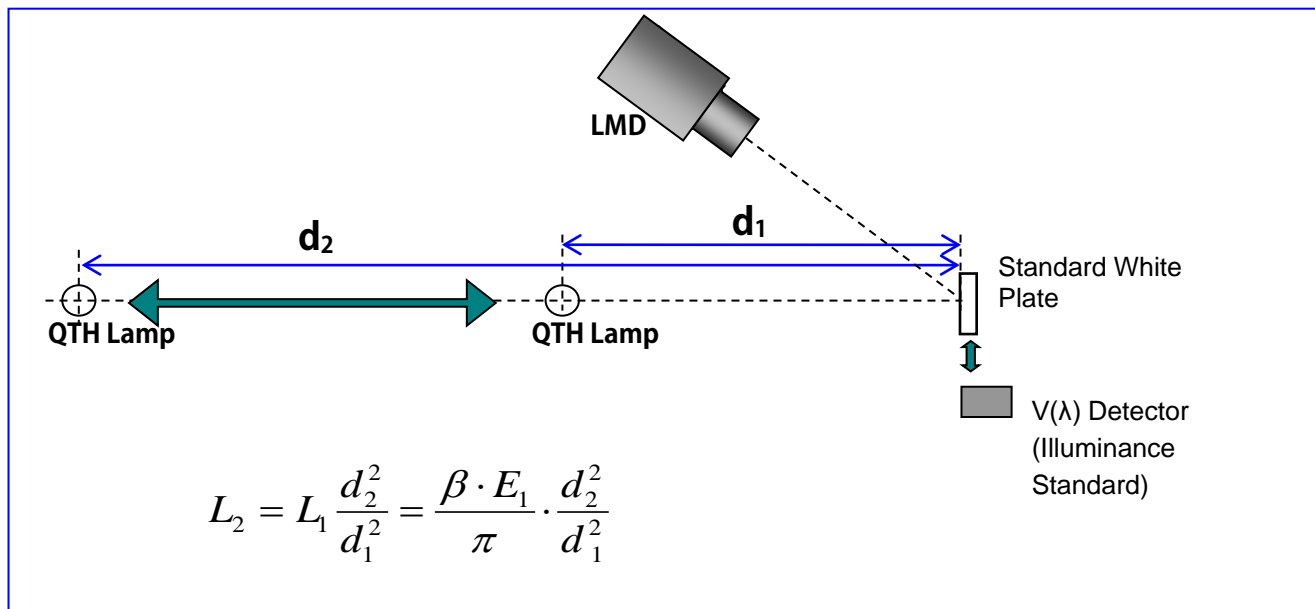 LMD
d₂
d₁
Standard White
Plate
QTH Lamp
QTH Lamp
V(λ) Detector
(Illuminance
Standard)
L₂ = L₁ d₂²/d₁² = β · E₁/π · d₂²/d₁²